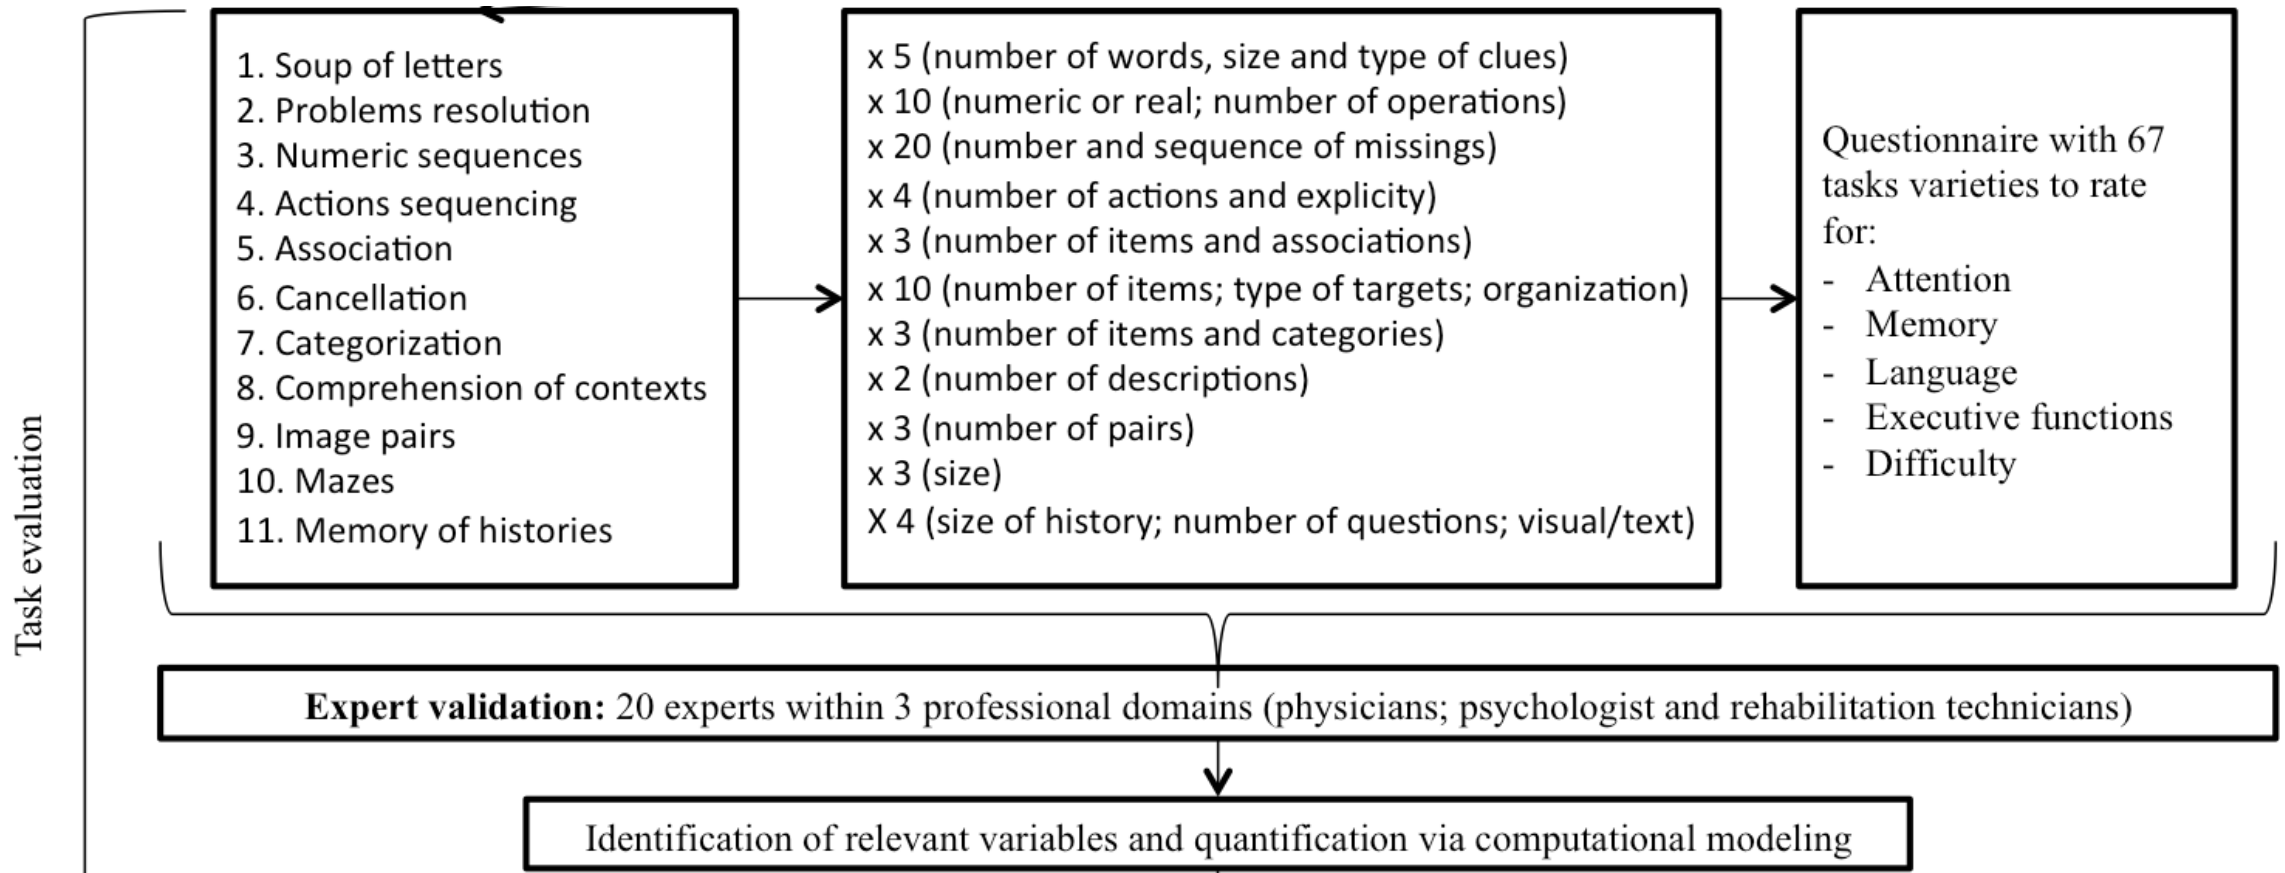 Task evaluation
1. Soup of letters
2. Problems resolution
3. Numeric sequences
4. Actions sequencing
5. Association
6. Cancellation
7. Categorization
8. Comprehension of contexts
9. Image pairs
10. Mazes
11. Memory of histories
x 5 (number of words, size and type of clues)
x 10 (numeric or real; number of operations)
x 20 (number and sequence of missings)
x 4 (number of actions and explicity)
x 3 (number of items and associations)
x 10 (number of items; type of targets; organization)
x 3 (number of items and categories)
x 2 (number of descriptions)
x 3 (number of pairs)
x 3 (size)
X 4 (size of history; number of questions; visual/text)
Questionnaire with 67
tasks varieties to rate
for:
- Attention
- Memory
- Language
- Executive functions
- Difficulty
Expert validation: 20 experts within 3 professional domains (physicians; psychologist and rehabilitation technicians)
Identification of relevant variables and quantification via computational modeling